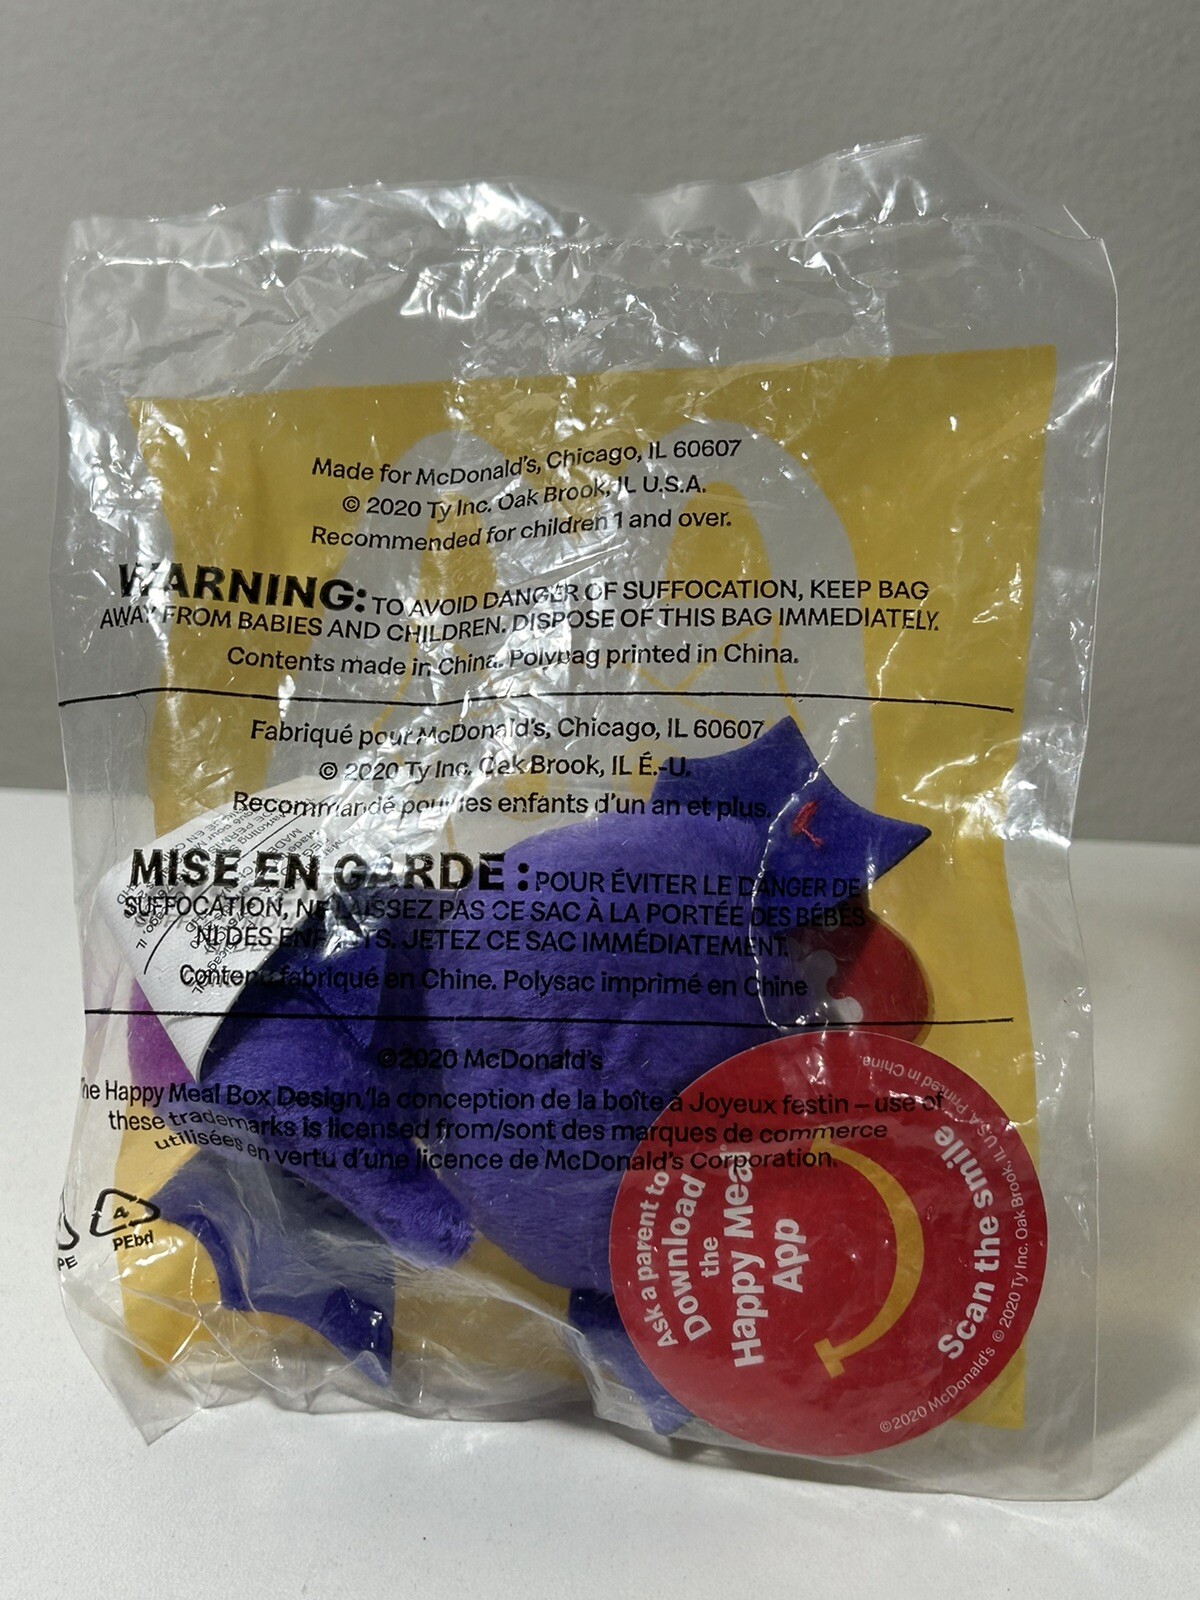 Made for McDonald's, Chicago, IL 60607
© 2020 Ty Inc. Oak Brook, IL U.S.A.
Recommended for children 1 and over.
WARNING: TO AVOID DANGER OF SUFFOCATION, KEEP BAG
AWAY FROM BABIES AND CHILDREN. DISPOSE OF THIS BAG IMMEDIATELY.
Contents made in China. Polybag printed in China.
Fabriqué pour McDonald's, Chicago, IL 60607
© 2020 Ty Inc. Oak Brook, IL É.-U.
Recommandé pour les enfants d'un an et plus.
MISE EN GARDE : POUR ÉVITER LE DANGER DE
SUFFOCATION, NE LAISSEZ PAS CE SAC À LA PORTÉE DES BÉBÉS
NI DES ENFANTS. JETEZ CE SAC IMMÉDIATEMENT.
Contenu fabriqué en Chine. Polysac imprimé en Chine
©2020 McDonald's
he Happy Meal Box Design, la conception de la boîte à Joyeux festin – use of
these trademarks is licensed from/sont des marques de commerce
utilisées en vertu d'une licence de McDonald's Corporation.
4
PEbd
PE
Ask a parent to
Download
the
Happy Meal
App
Scan the smile
©2020 McDonald's © 2020 Ty Inc. Oak Brook, IL U.S.A. Printed in China.